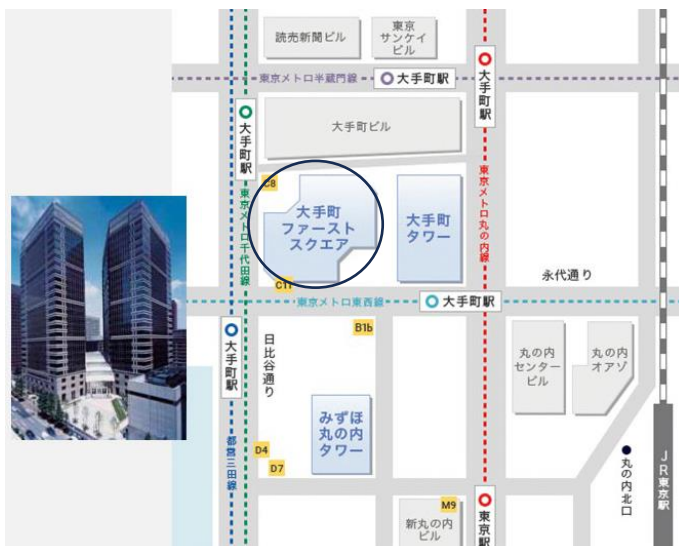 読売新聞ビル
東京
サンケイ
ビル
東京メトロ半蔵門線
大手町駅
大手町駅
大手町ビル
大手町駅
C8
東京メトロ千代田線
大手町
ファースト
スクエア
大手町
タワー
東京メトロ丸の内線
C11
永代通り
東京メトロ東西線
大手町駅
大手町駅
日比谷通り
B1b
丸の内
センター
ビル
丸の内
オアゾ
みずほ
丸の内
タワー
都営三田線
D4
D7
丸の内北口
JR東京駅
M9
新丸の内
ビル
東京駅